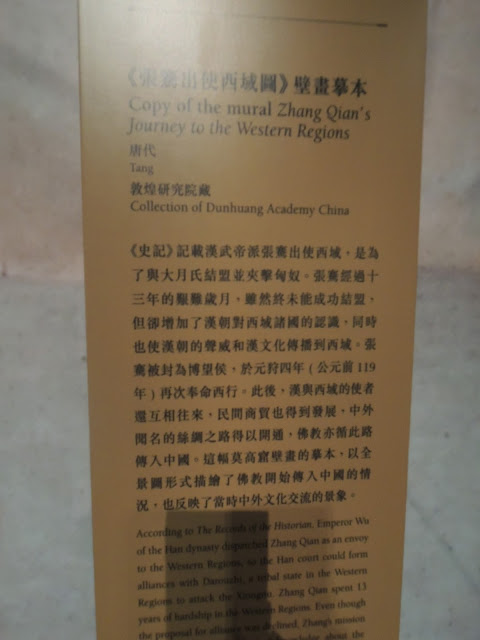 《張騫出使西域圖》壁畫摹本
Copy of the mural Zhang Qian's
Journey to the Western Regions
唐代
Tang
敦煌研究院藏
Collection of Dunhuang Academy China
《史記》記載漢武帝派張騫出使西域，是為
了與大月氏結盟並夾擊匈奴。張騫經過十
三年的艱難歲月，雖然終未能成功結盟，
但卻增加了漢朝對西域諸國的認識，同時
也使漢朝的聲威和漢文化傳播到西域。張
騫被封為博望侯，於元狩四年（公元前119
年）再次奉命西行。此後，漢與西域的使者
還互相往來，民間商貿也得到發展，中外
聞名的絲綢之路得以開通，佛教亦循此路
傳入中國。這幅莫高窟壁畫的摹本，以全
景圖形式描繪了佛教開始傳入中國的情
況，也反映了當時中外文化交流的景象。
According to The Records of the Historian, Emperor Wu
of the Han dynasty dispatched Zhang Qian as an envoy
to the Western Regions, so the Han court could form
alliances with Darouzhi, a tribal state in the Western
Regions to attack the Xiongnu. Zhang Qian spent 13
years of hardship in the Western Regions. Even though
the proposal for alliance was declined, Zhang's mission
knowledge about the